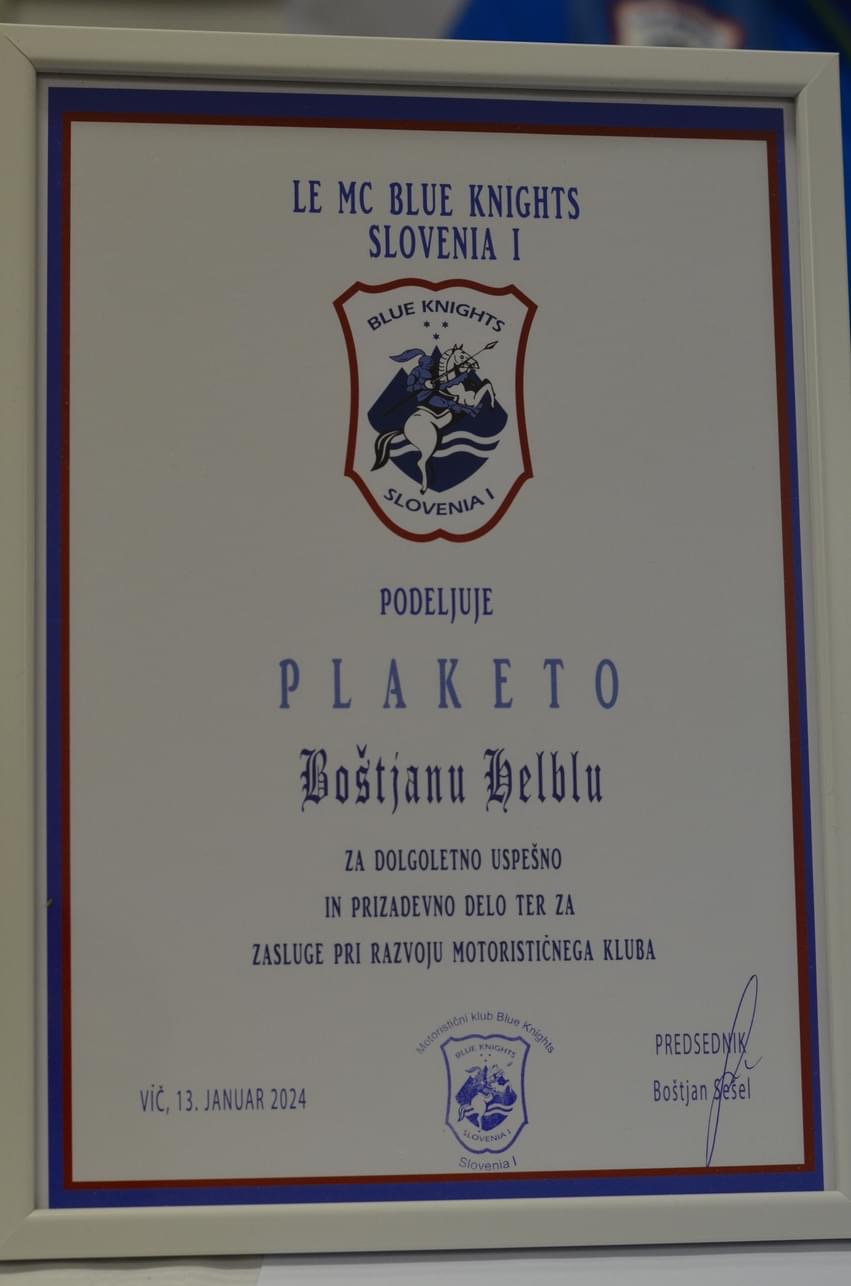 LE MC BLUE KNIGHTS
SLOVENIA I
BLUE KNIGHTS
SLOVENIA I
PODELJUJE
PLAKETO
Boštjanu Helblu
ZA DOLGOLETNO USPEŠNO
IN PRIZADEVNO DELO TER ZA
ZASLUGE PRI RAZVOJU MOTORISTIČNEGA KLUBA
Motoristični klub Blue Knights
BLUE KNIGHTS
SLOVENIA I
Slovenia I
PREDSEDNIK
Boštjan Sešel
VIČ, 13. JANUAR 2024